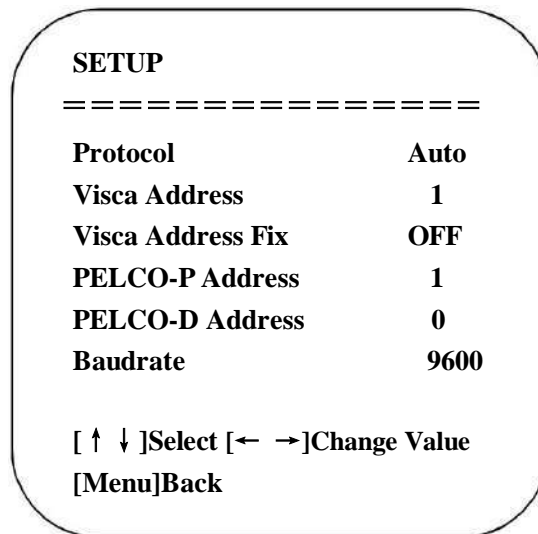 SETUP
===============
Protocol Auto
Visca Address 1
Visca Address Fix OFF
PELCO-P Address 1
PELCO-D Address 0
Baudrate 9600
[ ↑ ↓ ]Select [← →]Change Value
[Menu]Back